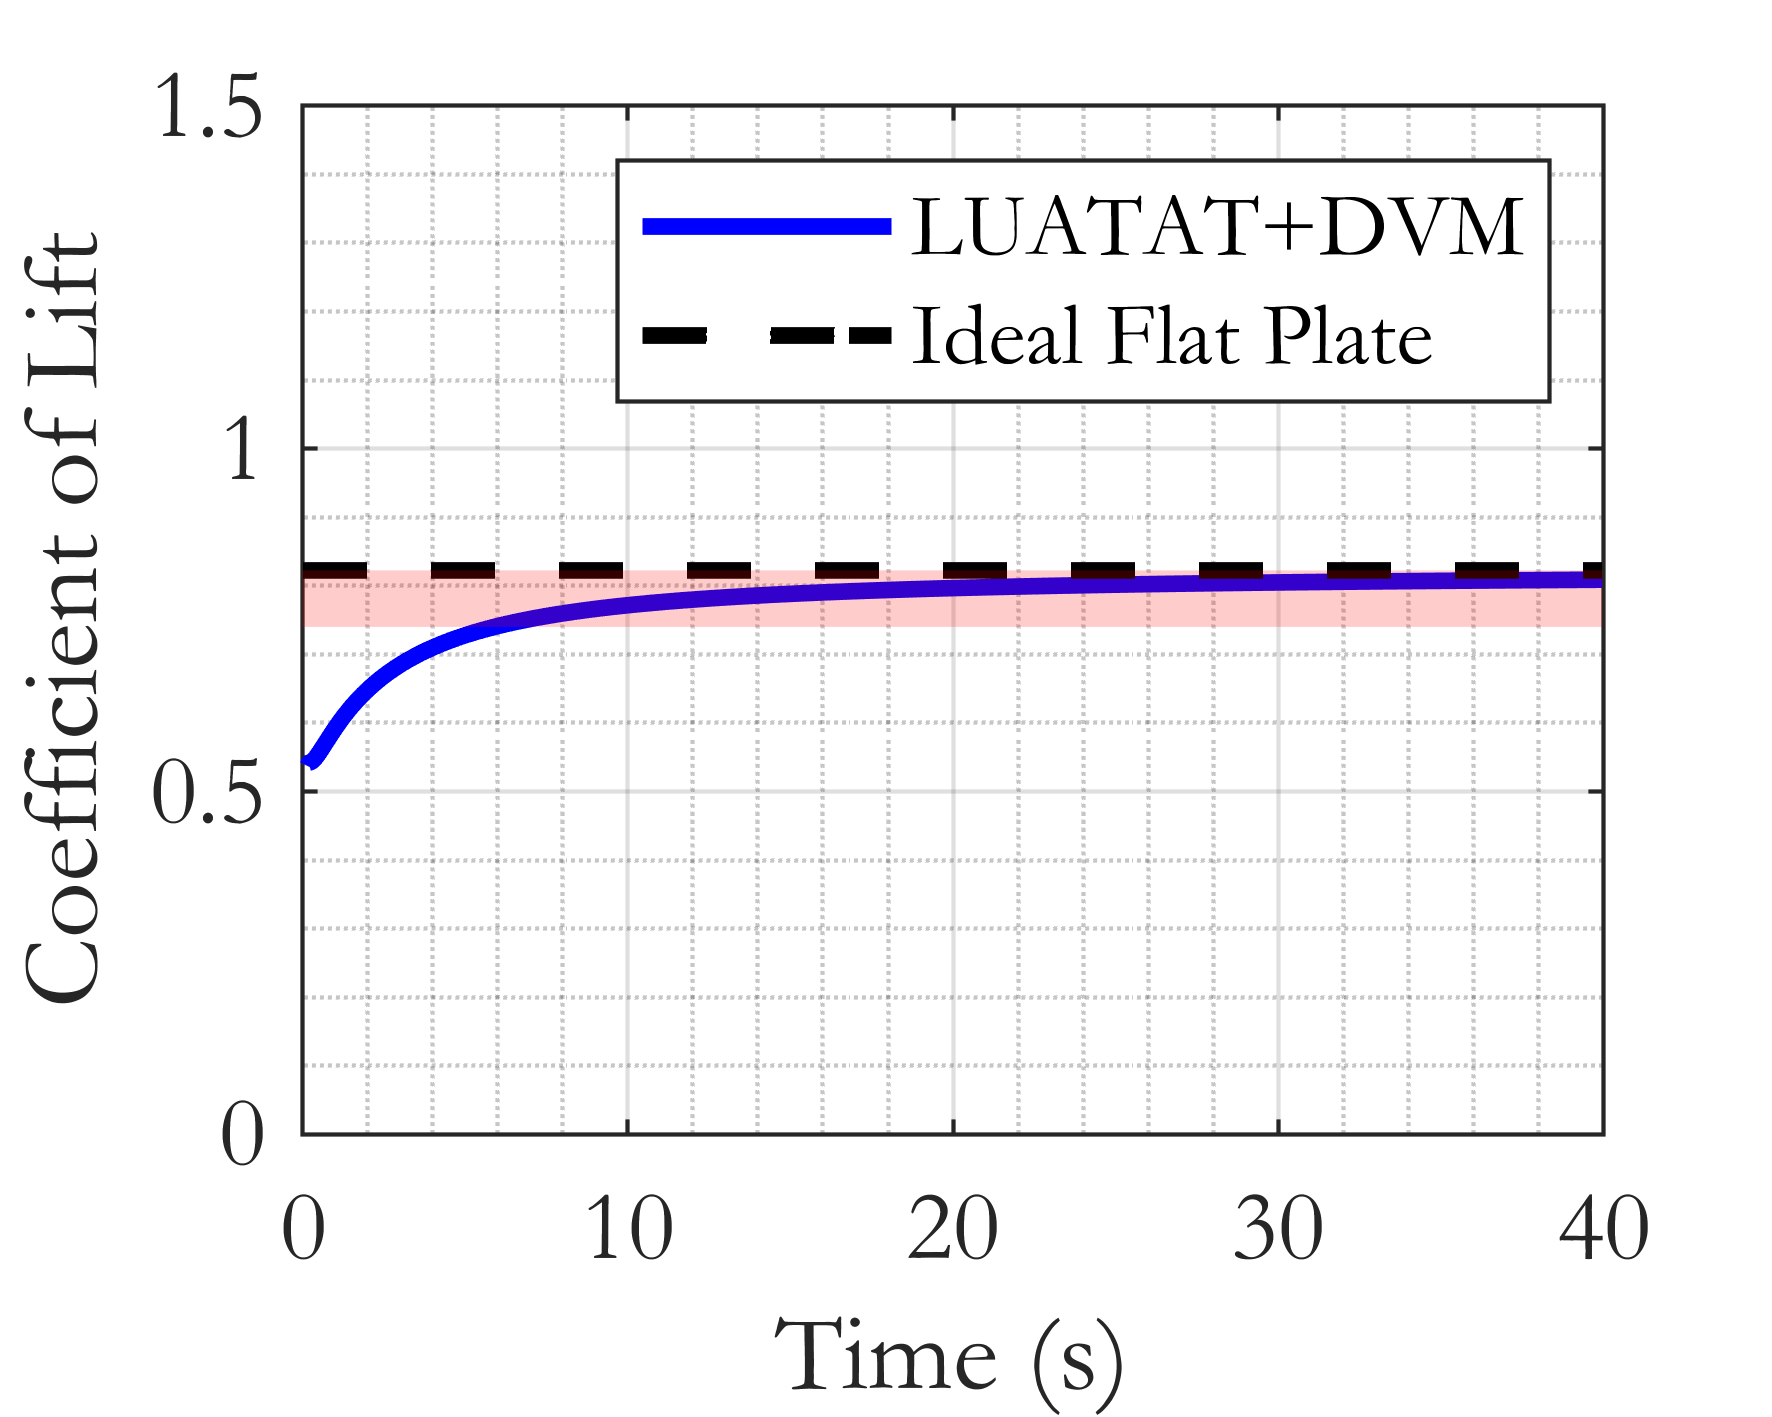 1.5
1
0.5
0
Coefficient of Lift
LUATAT+DVM
Ideal Flat Plate
0 10 20 30 40
Time (s)